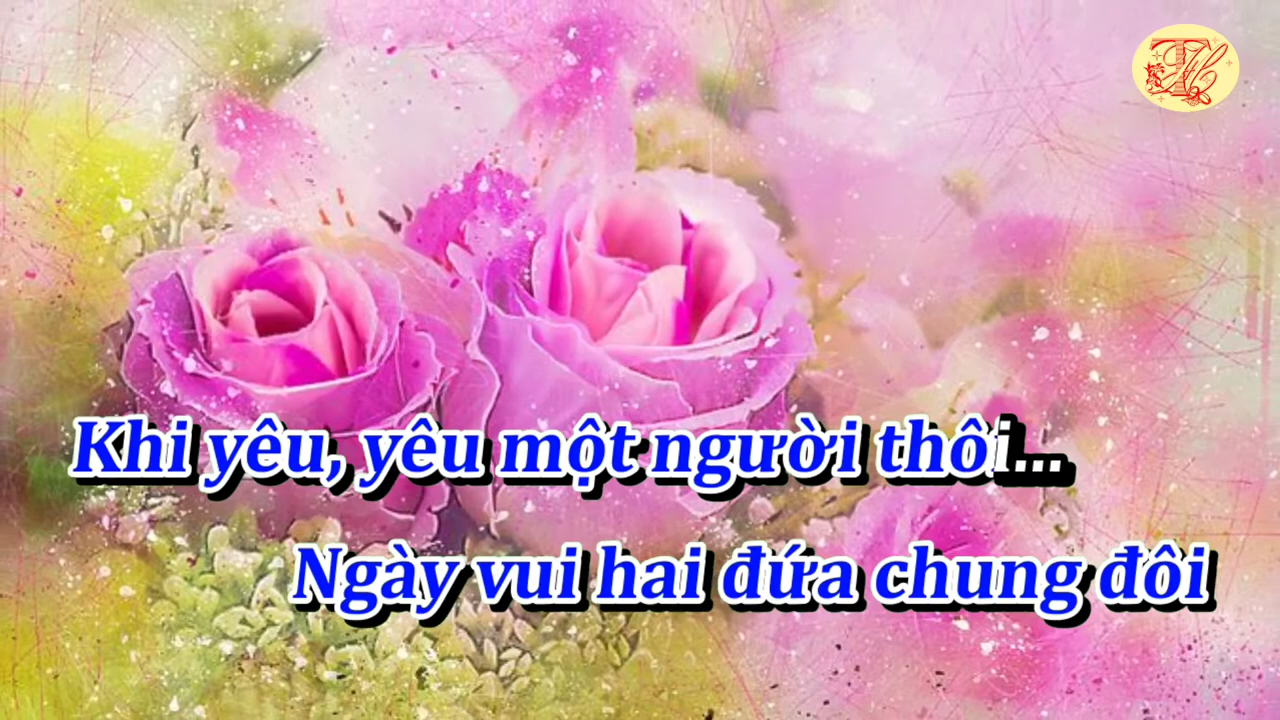 Khi yêu, yêu một người thôi...
Ngày vui hai đứa chung đôi